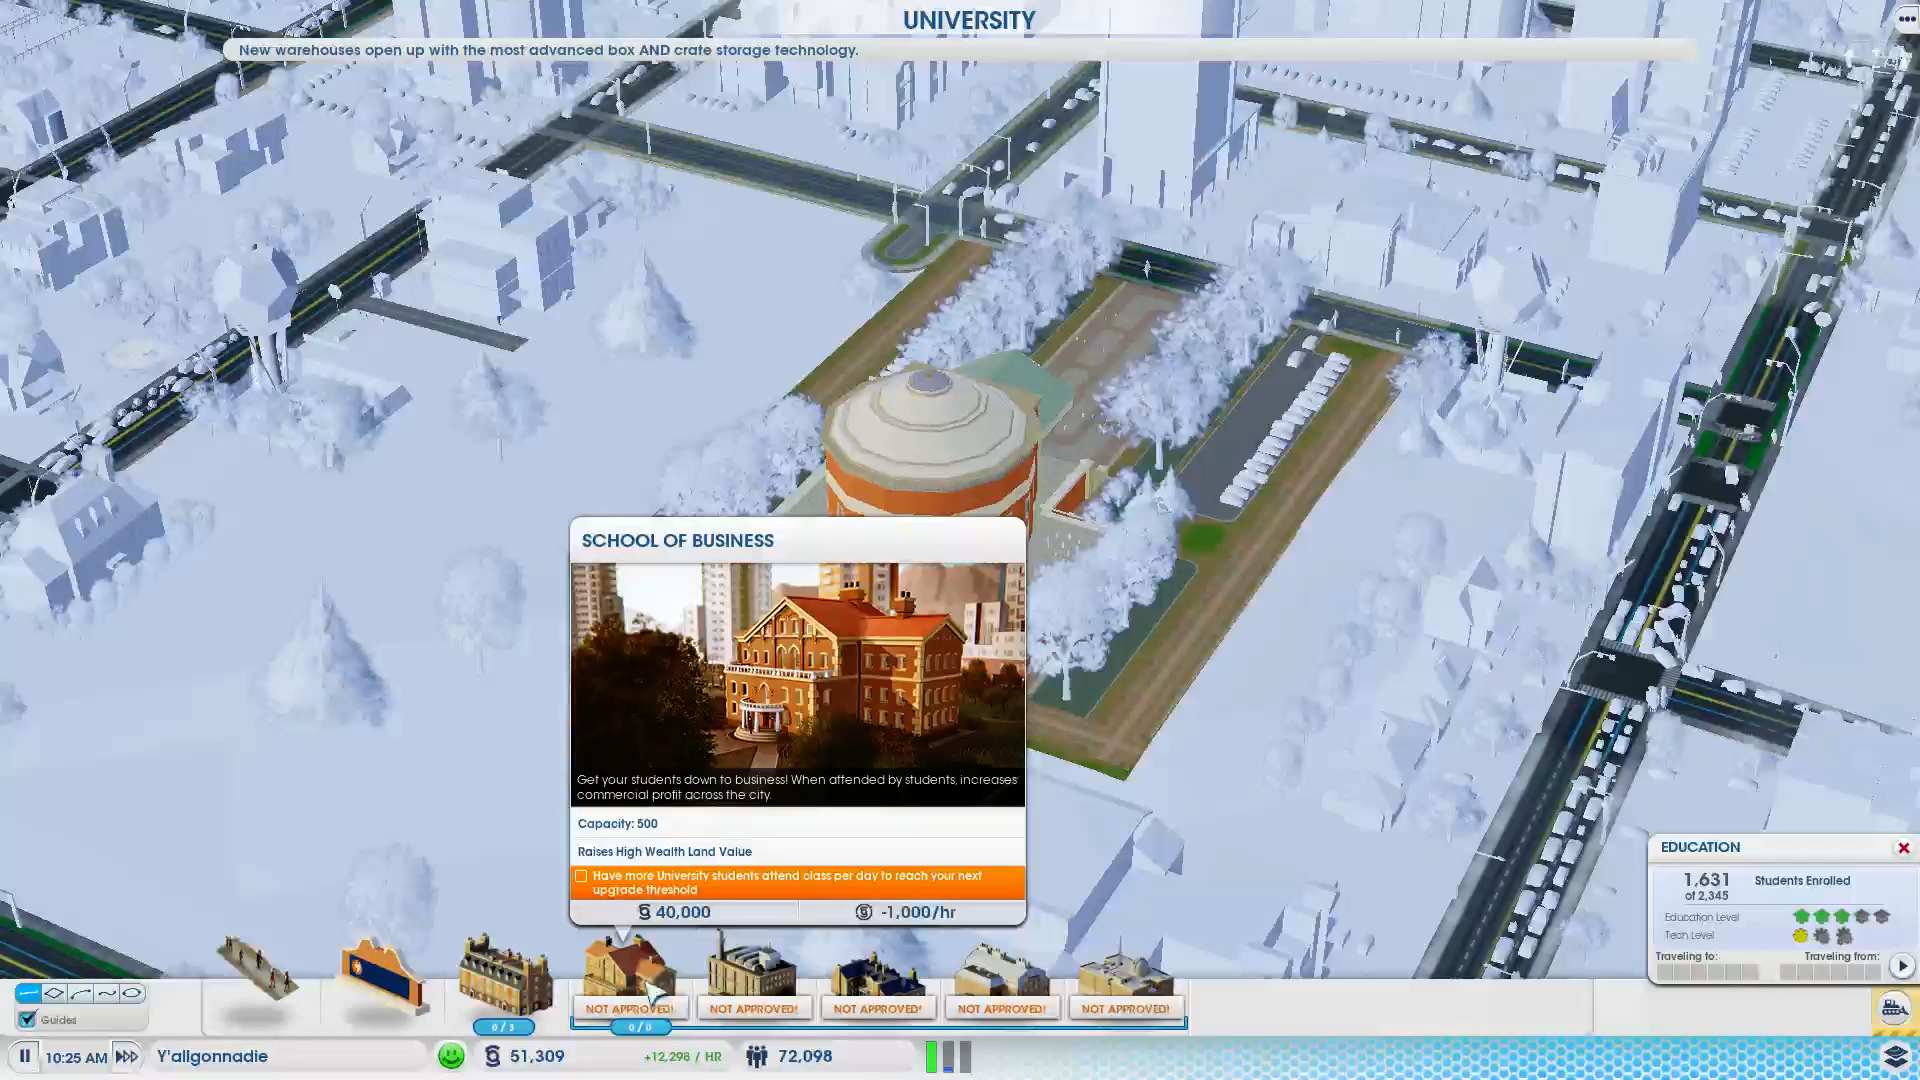 UNIVERSITY
New warehouses open up with the most advanced box AND crate storage technology.
SCHOOL OF BUSINESS
Get your students down to business! When attended by students, increases
commercial profit across the city.
Capacity: 500
Raises High Wealth Land Value
Have more University students attend class per day to reach your next
upgrade threshold
40,000
-1,000/hr
EDUCATION
1,631
of 2,345
Students Enrolled
Education Level
Tech Level
Traveling to:
Traveling from:
NOT APPROVED!
NOT APPROVED!
NOT APPROVED!
NOT APPROVED!
NOT APPROVED!
Guides
0 / 3
0 / 0
10:25 AM
Y'allgonnadie
51,309
+12,298 / HR
72,098